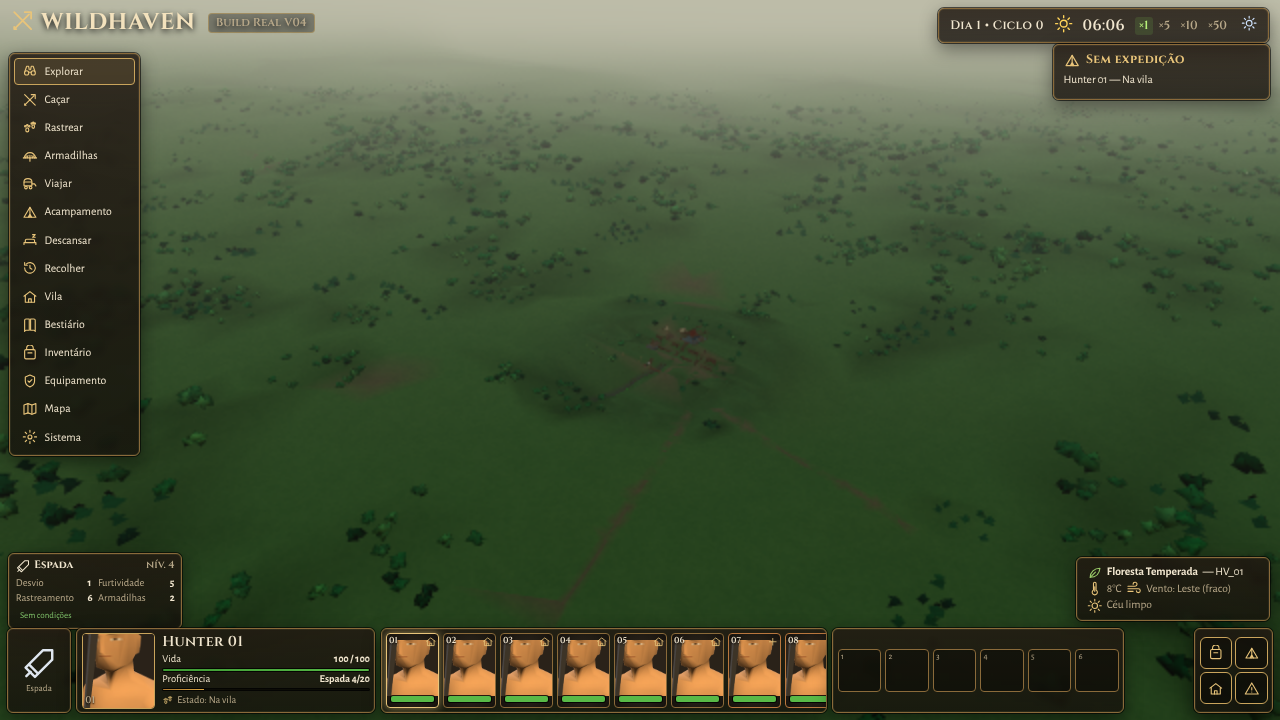 WILDHAVEN
BUILD REAL V04
DIA 1 • CICLO 0 06:06 ×1 ×5 ×10 ×50
SEM EXPEDIÇÃO
Hunter 01 — Na vila
Explorar
Caçar
Rastrear
Armadilhas
Viajar
Acampamento
Descansar
Recolher
Vila
Bestiário
Inventário
Equipamento
Mapa
Sistema
ESPADA NÍV. 4
Desvio 1 Furtividade 5
Rastreamento 6 Armadilhas 2
Sem condições
Floresta Temperada — HV_01
8°C Vento: Leste (fraco)
Céu limpo
Espada
01
HUNTER 01
Vida 100 / 100
Proficiência Espada 4/20
Estado: Na vila
01 02 03 04 05 06 07 08
1 2 3 4 5 6